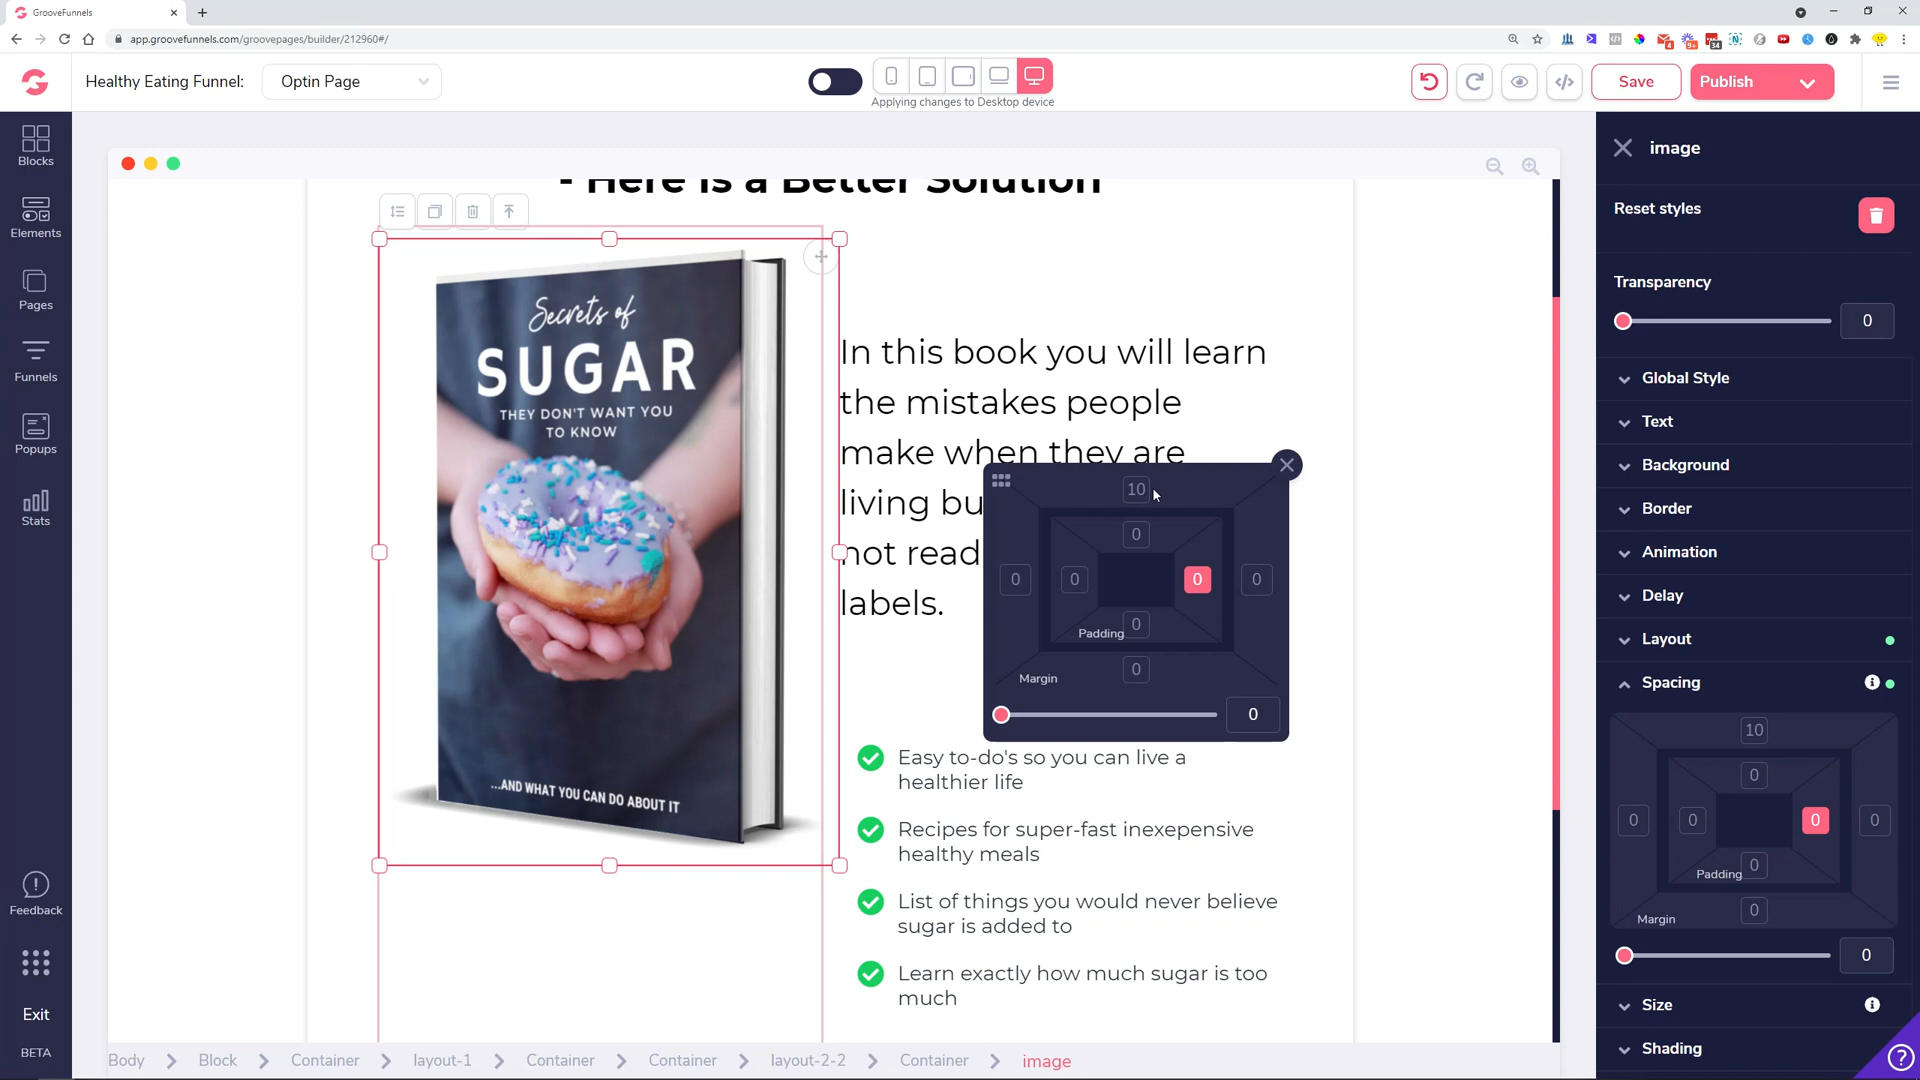 GrooveFunnels
app.groovefunnels.com/groovepages/builder/212960#/
4
9+
34
Healthy Eating Funnel:
Optin Page
Applying changes to Desktop device
Save
Publish
Blocks
Elements
Pages
Funnels
Popups
Stats
Feedback
Exit
BETA
- Here is a Better Solution
Secrets of
SUGAR
THEY DON'T WANT YOU
TO KNOW
...AND WHAT YOU CAN DO ABOUT IT
In this book you will learn
the mistakes people
make when they are
living bu
not read
labels.
10
0
0
0
0
0
0
Padding
0
Margin
0
Easy to-do's so you can live a
healthier life
Recipes for super-fast inexepensive
healthy meals
List of things you would never believe
sugar is added to
Learn exactly how much sugar is too
much
Body
Block
Container
layout-1
Container
Container
layout-2-2
Container
image
image
Reset styles
Transparency
0
Global Style
Text
Background
Border
Animation
Delay
Layout
Spacing
10
0
0
0
0
0
Padding
0
0
Margin
0
Size
Shading